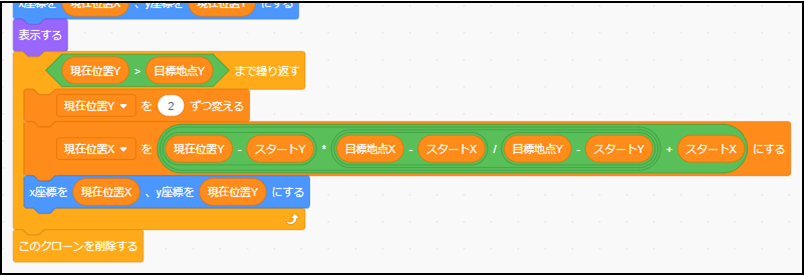 x座標を 現在位置X 、y座標を 現在位置Y にする
表示する
現在位置Y > 目標地点Y まで繰り返す
現在位置Y を 2 ずつ変える
現在位置X を 現在位置Y - スタートY * 目標地点X - スタートX / 目標地点Y - スタートY + スタートX にする
x座標を 現在位置X 、y座標を 現在位置Y にする
このクローンを削除する